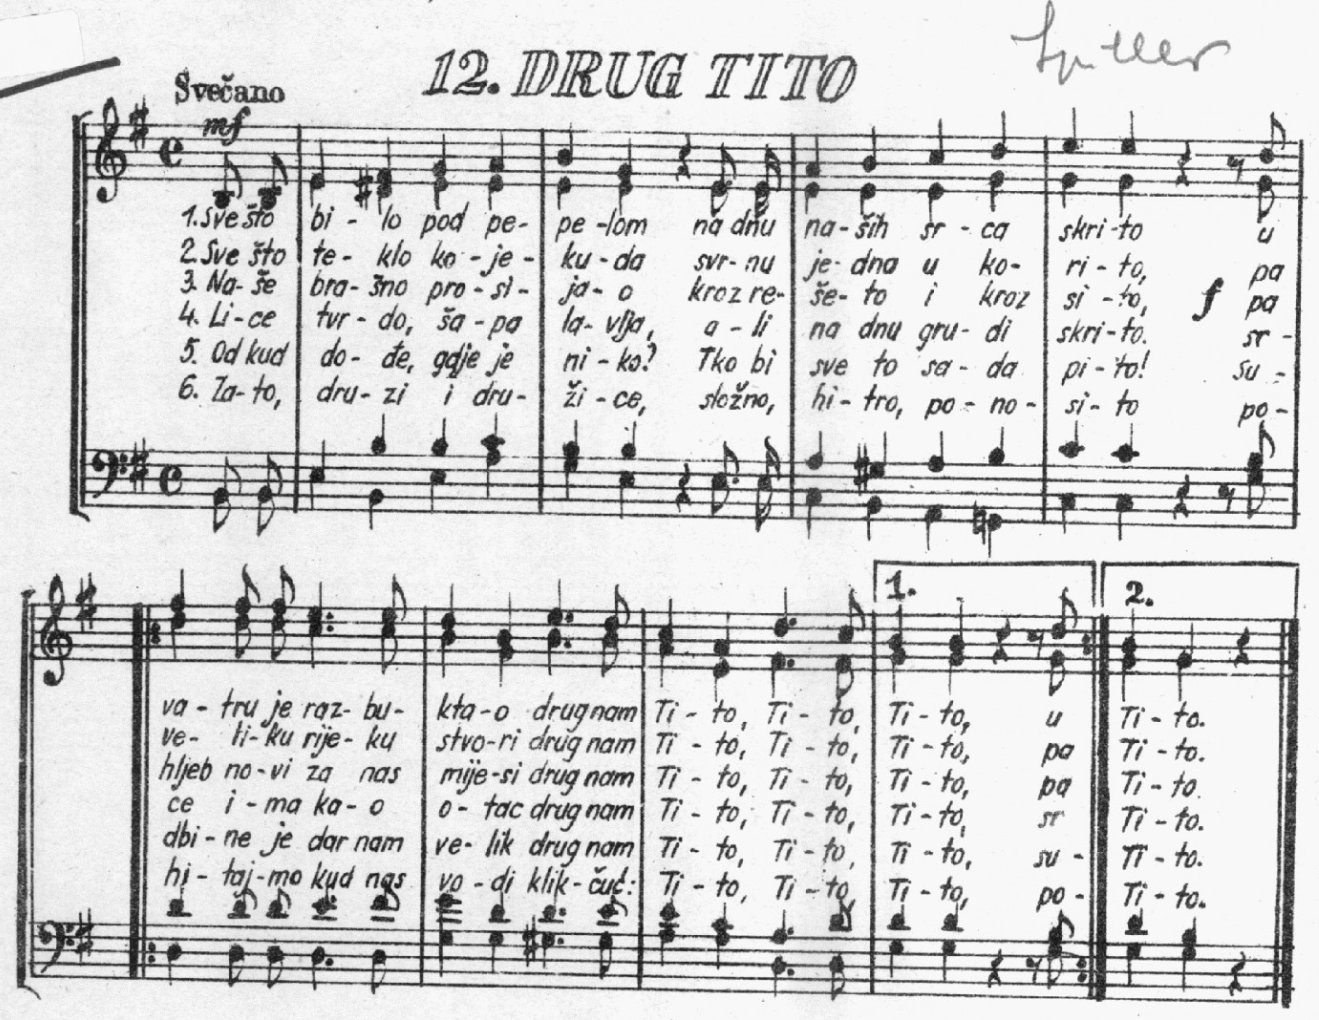 12. DRUG TITO
Svečano
mf
1. Sve što bi - lo pod pe - pe - lom na dnu na - ših sr - ca skri - to u
2. Sve što te - klo ko - je - ku - da svr - nu je - dna u ko - ri - to, pa
3. Na - še bra - šno pro - si - ja - o kroz re - še - to i kroz si - to, f pa
4. Li - ce tvr - do, ša - pa la - vlja, a - li na dnu gru - di skri - to. sr -
5. Od kud do - đe, gdje je ni - ko? Tko bi sve to sa - da pi - to! su -
6. Za - to, dru - zi i dru - ži - ce, složno, hi - tro, po - no - si - to po -
1. 2.
va - tru je raz - bu - kta - o drug nam Ti - to, Ti - to, Ti - to, u Ti - to.
ve - li - ku rije - ku stvo - ri drug nam Ti - to, Ti - to, Ti - to, pa Ti - to.
hljeb no - vi za nas mije - si drug nam Ti - to, Ti - to, Ti - to, pa Ti - to.
ce i - ma ka - o o - tac drug nam Ti - to, Ti - to, Ti - to, sr Ti - to.
dbi - ne je dar nam ve - lik drug nam Ti - to, Ti - to, Ti - to, su - Ti - to.
hi - taj - mo kud nas vo - di klik - čuć: Ti - to, Ti - to, Ti - to, po - Ti - to.